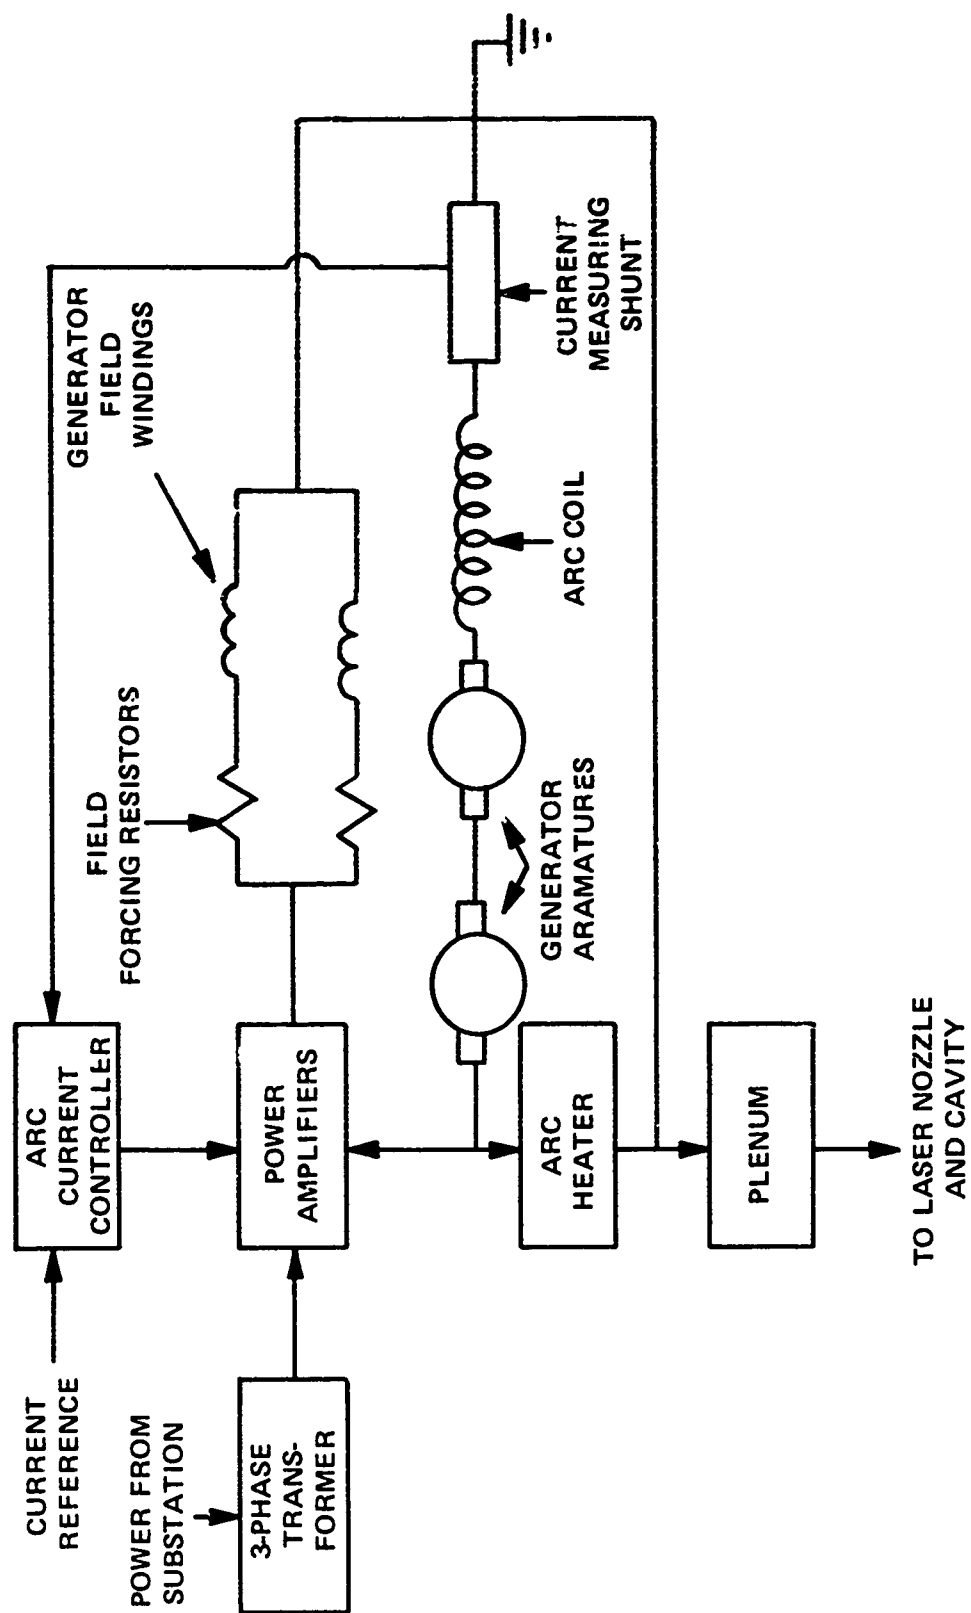 CURRENT
REFERENCE
ARC
CURRENT
CONTROLLER
GENERATOR
FIELD
WINDINGS
POWER FROM
SUBSTATION
FIELD
FORCING RESISTORS
3-PHASE
TRANS-
FORMER
POWER
AMPLIFIERS
GENERATOR
ARAMATURES
ARC COIL
CURRENT
MEASURING
SHUNT
ARC
HEATER
PLENUM
TO LASER NOZZLE
AND CAVITY